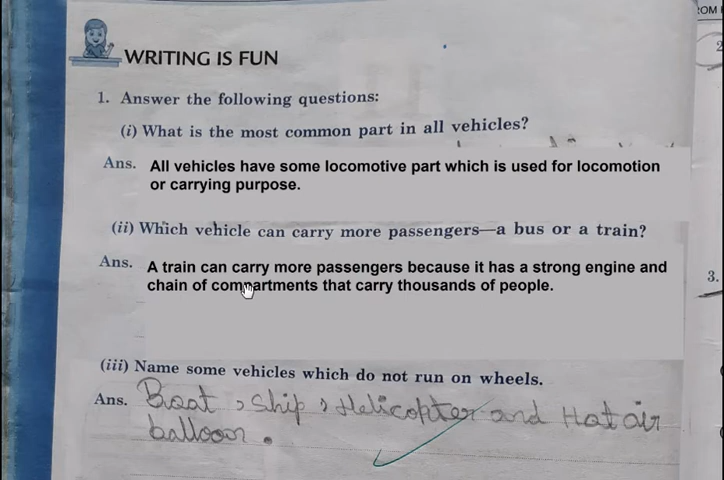 ROM
2
WRITING IS FUN
1. Answer the following questions:
(i) What is the most common part in all vehicles?
Ans. All vehicles have some locomotive part which is used for locomotion
or carrying purpose.
(ii) Which vehicle can carry more passengers—a bus or a train?
Ans. A train can carry more passengers because it has a strong engine and
chain of compartments that carry thousands of people.
3.
(iii) Name some vehicles which do not run on wheels.
Ans. Boat, Ship, Helicopter and Hot air
balloon.